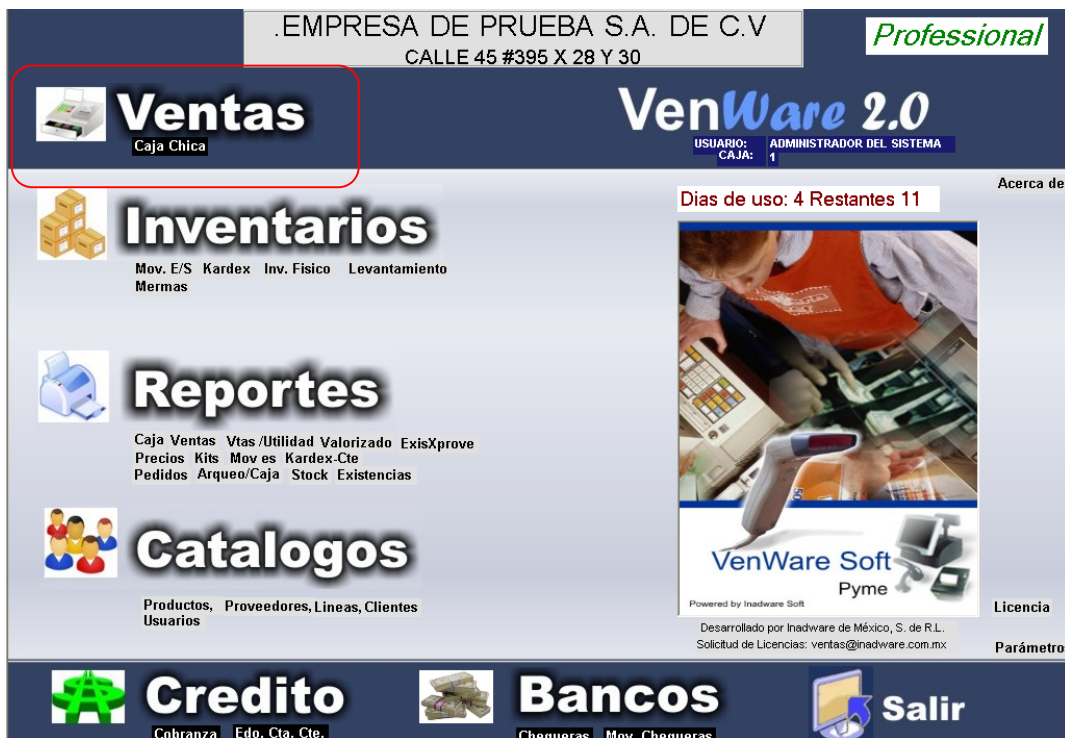 .EMPRESA DE PRUEBA S.A. DE C.V
CALLE 45 #395 X 28 Y 30
Professional
Ventas
Caja Chica
VenWare 2.0
USUARIO: ADMINISTRADOR DEL SISTEMA
CAJA: 1
Acerca de
Dias de uso: 4 Restantes 11
Inventarios
Mov. E/S Kardex Inv. Fisico Levantamiento
Mermas
Reportes
Caja Ventas Vtas /Utilidad Valorizado ExisXprove
Precios Kits Mov es Kardex-Cte
Pedidos Arqueo/Caja Stock Existencias
Catalogos
Productos, Proveedores, Lineas, Clientes
Usuarios
VenWare Soft
Pyme
Powered by Inadware Soft
Licencia
Desarrollado por Inadware de México, S. de R.L.
Solicitud de Licencias: ventas@inadware.com.mx
Parámetros
Credito
Cobranza Edo. Cta. Cte.
Bancos
Chequeras Mov. Chequeras
Salir